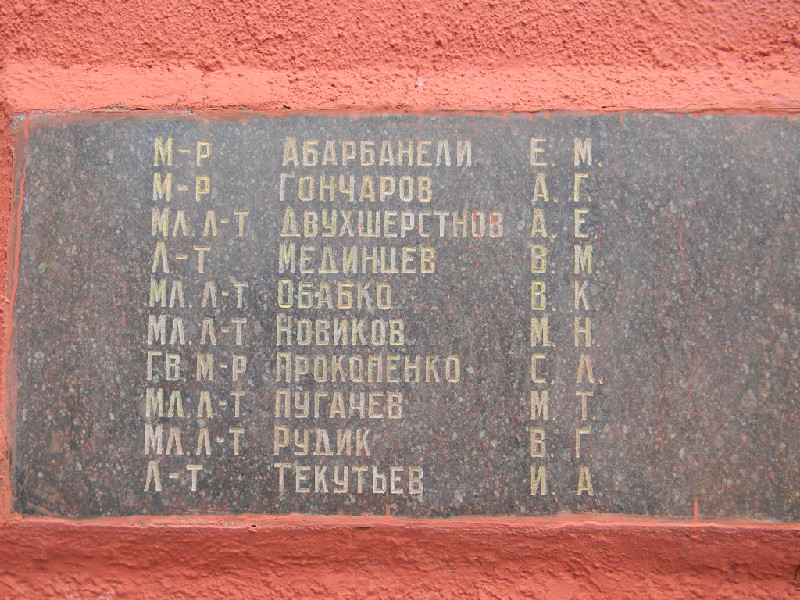 М-Р АБАРБАНЕЛИ Е. М.
М-Р ГОНЧАРОВ А. Г.
МЛ. Л-Т ДВУХШЕРСТНОВ А. Е.
Л-Т МЕДИНЦЕВ В. М.
МЛ. Л-Т ОБАБКО В. К.
МЛ. Л-Т НОВИКОВ М. Н.
ГВ. М-Р ПРОКОПЕНКО С. Л.
МЛ. Л-Т ПУГАЧЕВ М. Т.
МЛ. Л-Т РУДИК В. Г
Л-Т ТЕКУТЬЕВ И. А